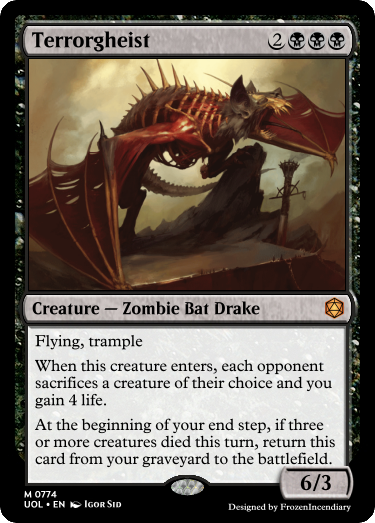 Terrorgheist 2
Creature — Zombie Bat Drake
Flying, trample
When this creature enters, each opponent
sacrifices a creature of their choice and you
gain 4 life.
At the beginning of your end step, if three
or more creatures died this turn, return this
card from your graveyard to the battlefield.
6/3
M 0774
UOL • EN Igor Sid
Designed by FrozenIncendiary